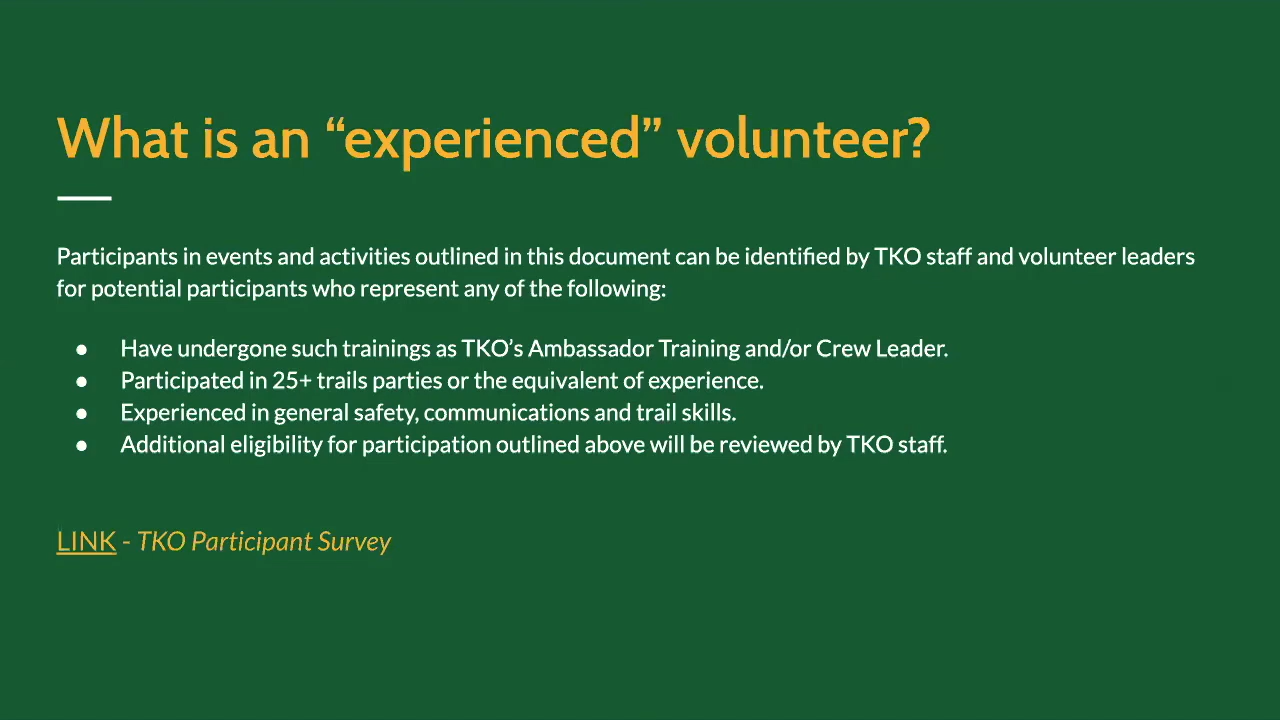 What is an “experienced” volunteer?
Participants in events and activities outlined in this document can be identified by TKO staff and volunteer leaders
for potential participants who represent any of the following:
● Have undergone such trainings as TKO’s Ambassador Training and/or Crew Leader.
● Participated in 25+ trails parties or the equivalent of experience.
● Experienced in general safety, communications and trail skills.
● Additional eligibility for participation outlined above will be reviewed by TKO staff.
LINK - TKO Participant Survey